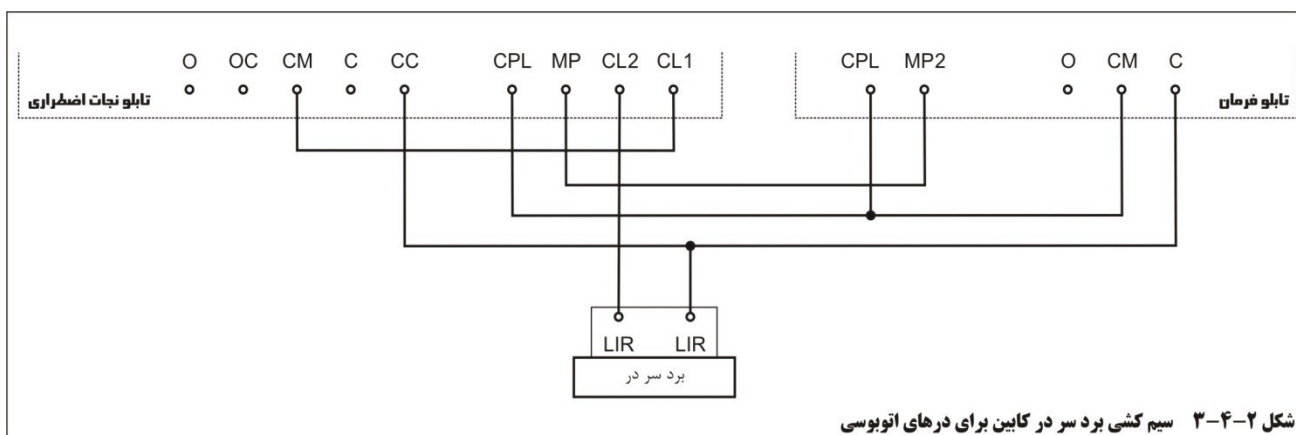 O OC CM C CC CPL MP CL2 CL1
CPL MP2 O CM C
تابلو نجات اضطراری
تابلو فرمان
LIR LIR
برد سر در
شکل ۲-۴-۳ سیم کشی برد سر در کابین برای درهای اتوبوسی